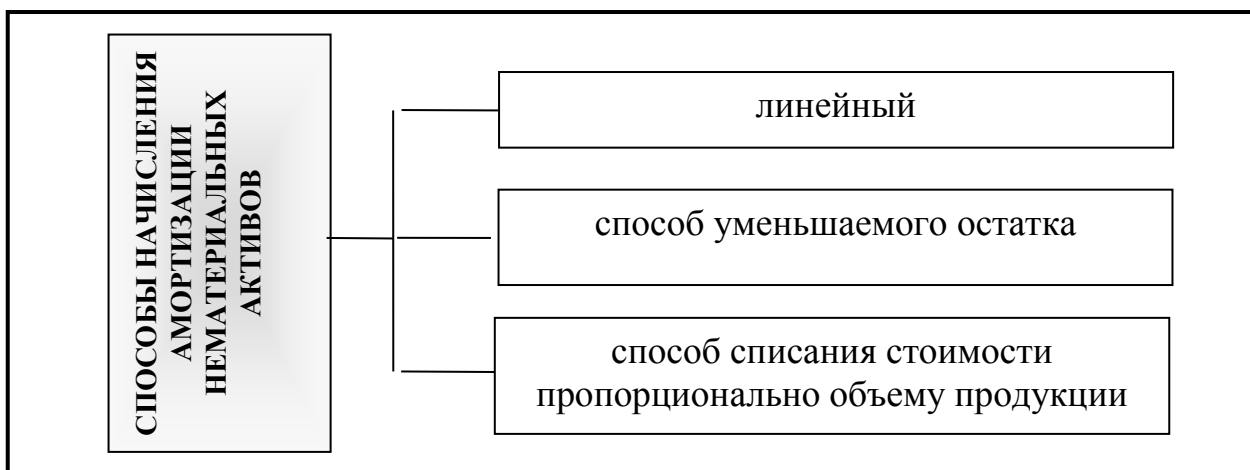 СПОСОБЫ НАЧИСЛЕНИЯ
АМОРТИЗАЦИИ
НЕМАТЕРИАЛЬНЫХ
АКТИВОВ
линейный
способ уменьшаемого остатка
способ списания стоимости
пропорционально объему продукции